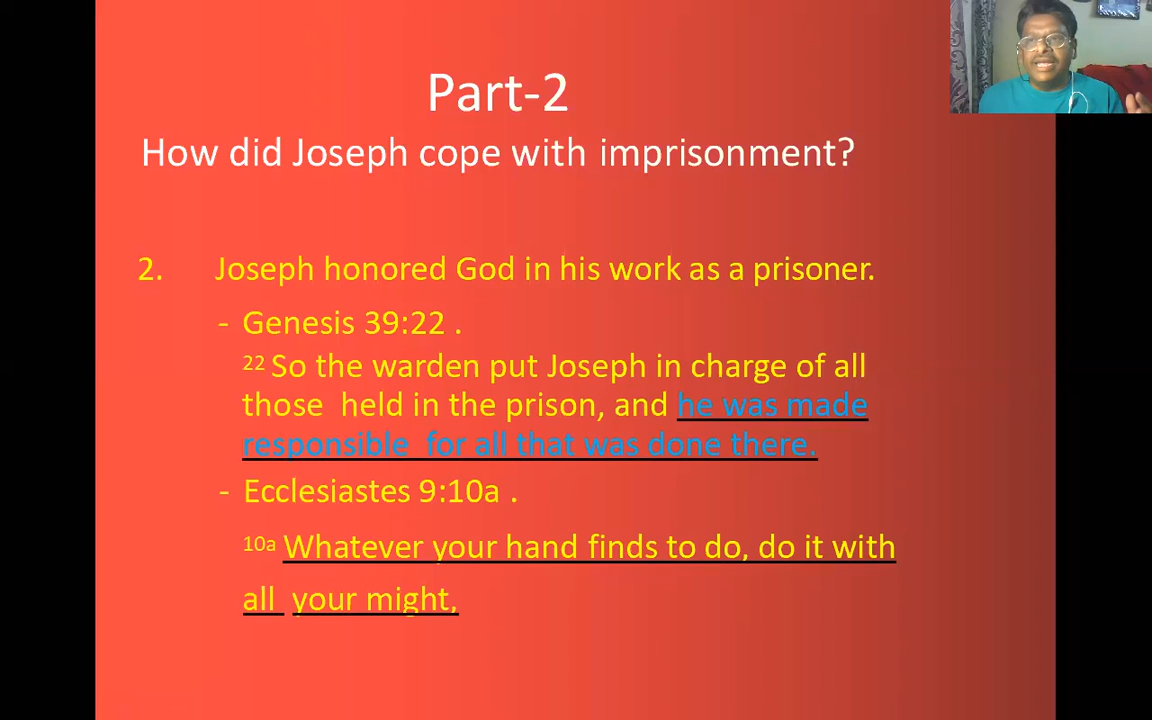 Part-2
How did Joseph cope with imprisonment?
2. Joseph honored God in his work as a prisoner.
- Genesis 39:22 .
22 So the warden put Joseph in charge of all
those held in the prison, and he was made
responsible for all that was done there.
- Ecclesiastes 9:10a .
10a Whatever your hand finds to do, do it with
all your might,